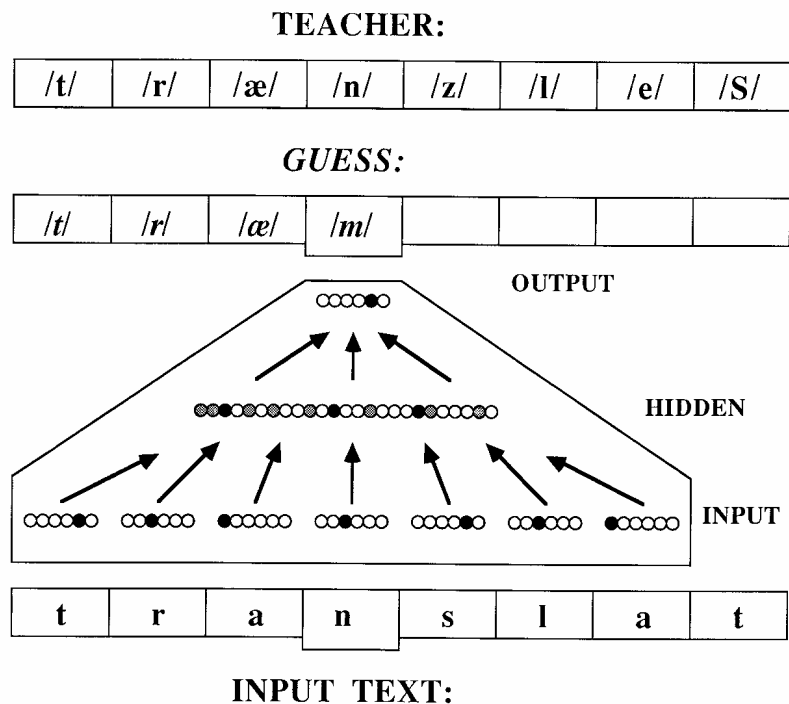 TEACHER:
/t/ /r/ /æ/ /n/ /z/ /l/ /e/ /S/
GUESS:
/t/ /r/ /æ/ /m/
OUTPUT
HIDDEN
INPUT
t r a n s l a t
INPUT TEXT: